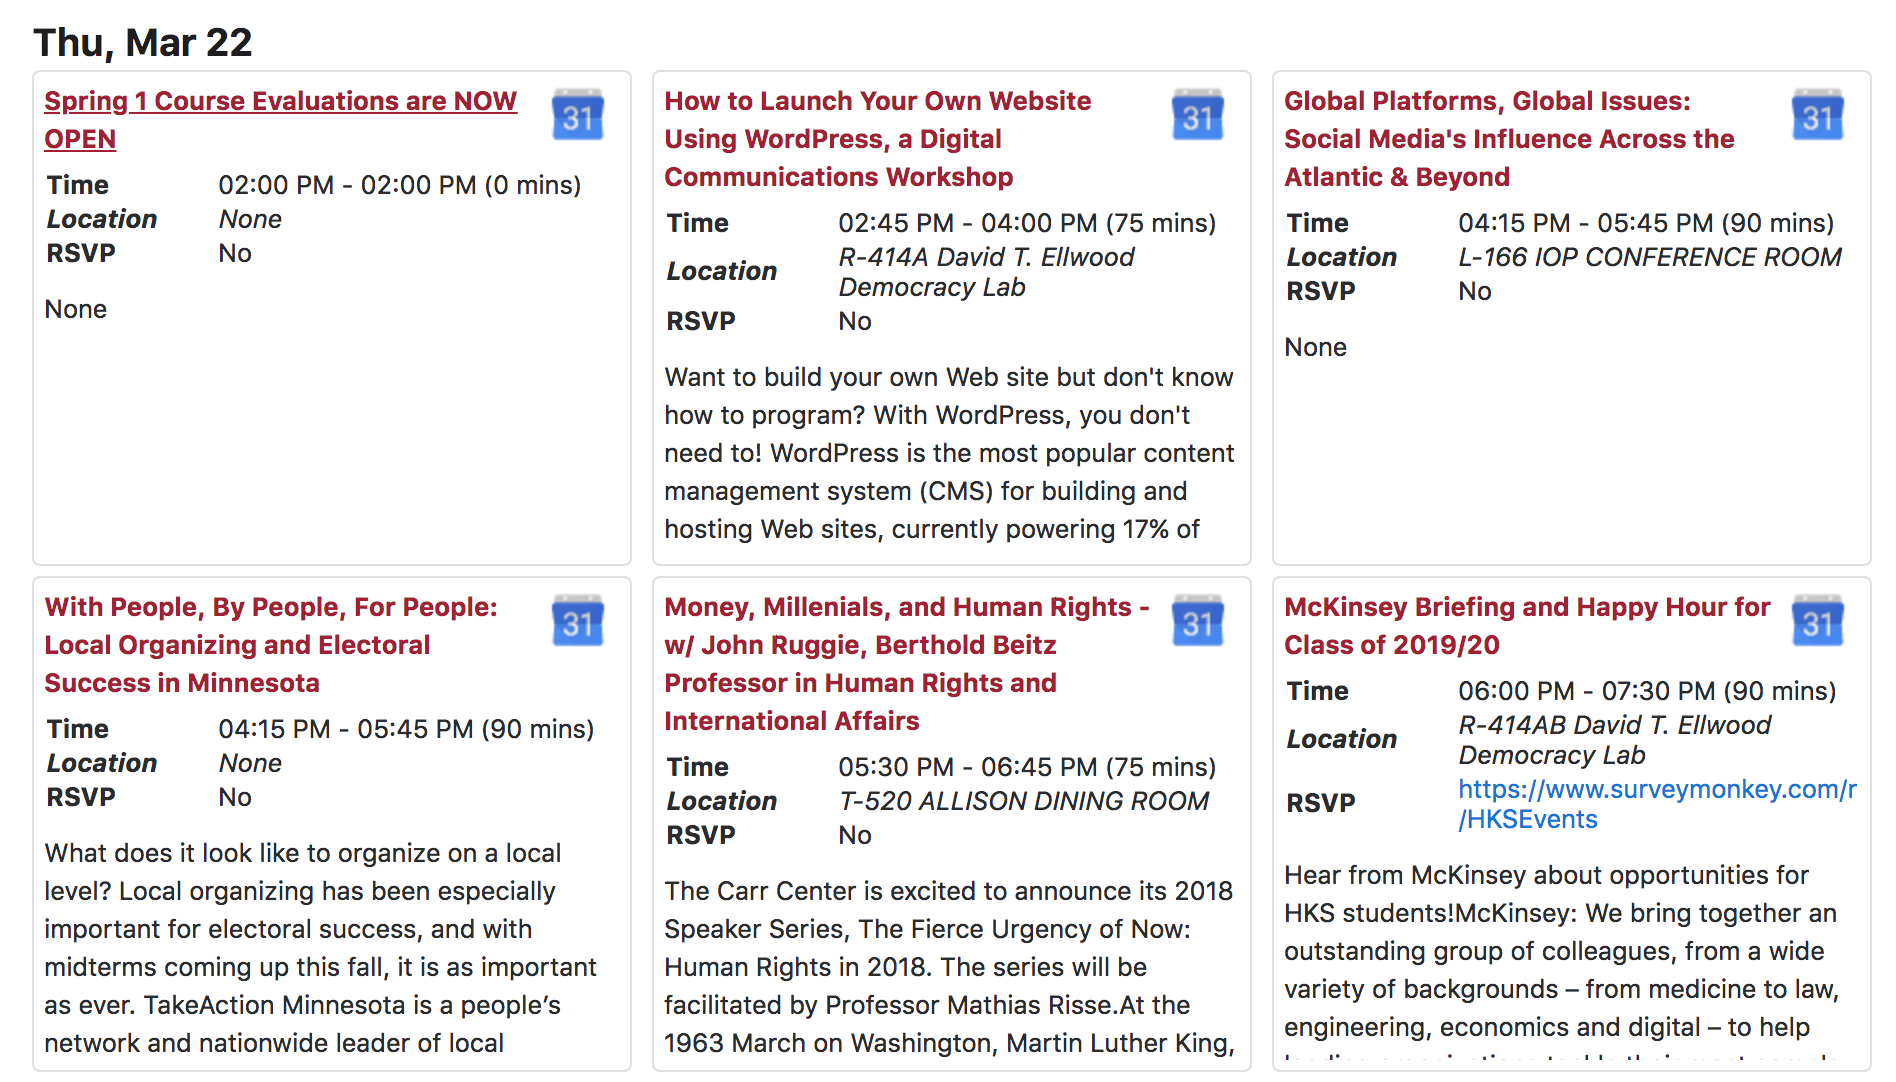 Thu, Mar 22
Spring 1 Course Evaluations are NOW
OPEN
31
Time 02:00 PM - 02:00 PM (0 mins)
Location None
RSVP No
None
How to Launch Your Own Website
Using WordPress, a Digital
Communications Workshop
31
Time 02:45 PM - 04:00 PM (75 mins)
Location R-414A David T. Ellwood
Democracy Lab
RSVP No
Want to build your own Web site but don't know
how to program? With WordPress, you don't
need to! WordPress is the most popular content
management system (CMS) for building and
hosting Web sites, currently powering 17% of
Global Platforms, Global Issues:
Social Media's Influence Across the
Atlantic & Beyond
31
Time 04:15 PM - 05:45 PM (90 mins)
Location L-166 IOP CONFERENCE ROOM
RSVP No
None
With People, By People, For People:
Local Organizing and Electoral
Success in Minnesota
31
Time 04:15 PM - 05:45 PM (90 mins)
Location None
RSVP No
What does it look like to organize on a local
level? Local organizing has been especially
important for electoral success, and with
midterms coming up this fall, it is as important
as ever. TakeAction Minnesota is a people’s
network and nationwide leader of local
Money, Millenials, and Human Rights -
w/ John Ruggie, Berthold Beitz
Professor in Human Rights and
International Affairs
31
Time 05:30 PM - 06:45 PM (75 mins)
Location T-520 ALLISON DINING ROOM
RSVP No
The Carr Center is excited to announce its 2018
Speaker Series, The Fierce Urgency of Now:
Human Rights in 2018. The series will be
facilitated by Professor Mathias Risse.At the
1963 March on Washington, Martin Luther King,
McKinsey Briefing and Happy Hour for
Class of 2019/20
31
Time 06:00 PM - 07:30 PM (90 mins)
Location R-414AB David T. Ellwood
Democracy Lab
RSVP https://www.surveymonkey.com/r
/HKSEvents
Hear from McKinsey about opportunities for
HKS students!McKinsey: We bring together an
outstanding group of colleagues, from a wide
variety of backgrounds – from medicine to law,
engineering, economics and digital – to help